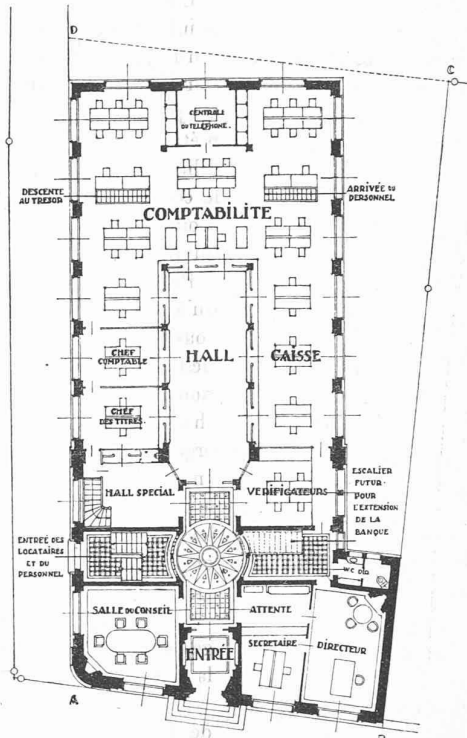 D
C
CENTRALE
DU TELEPHONE.
DESCENTE
AU TRESOR
ARRIVÉE DU
PERSONNEL
COMPTABILITE
HALL
CAISSE
CHEF
COMPTABLE
CHEF
DES TITRES.
HALL SPECIAL
VERIFICATEURS
ESCALIER
FUTUR
POUR
L'EXTENSION
DE LA
BANQUE
ENTREÉ DES
LOCATAIRES
ET DU
PERSONNEL
W.C. DIR.
SALLE DU CONSEIL
ATTENTE
ENTRÉE
SECRETAIRE
DIRECTEUR
A